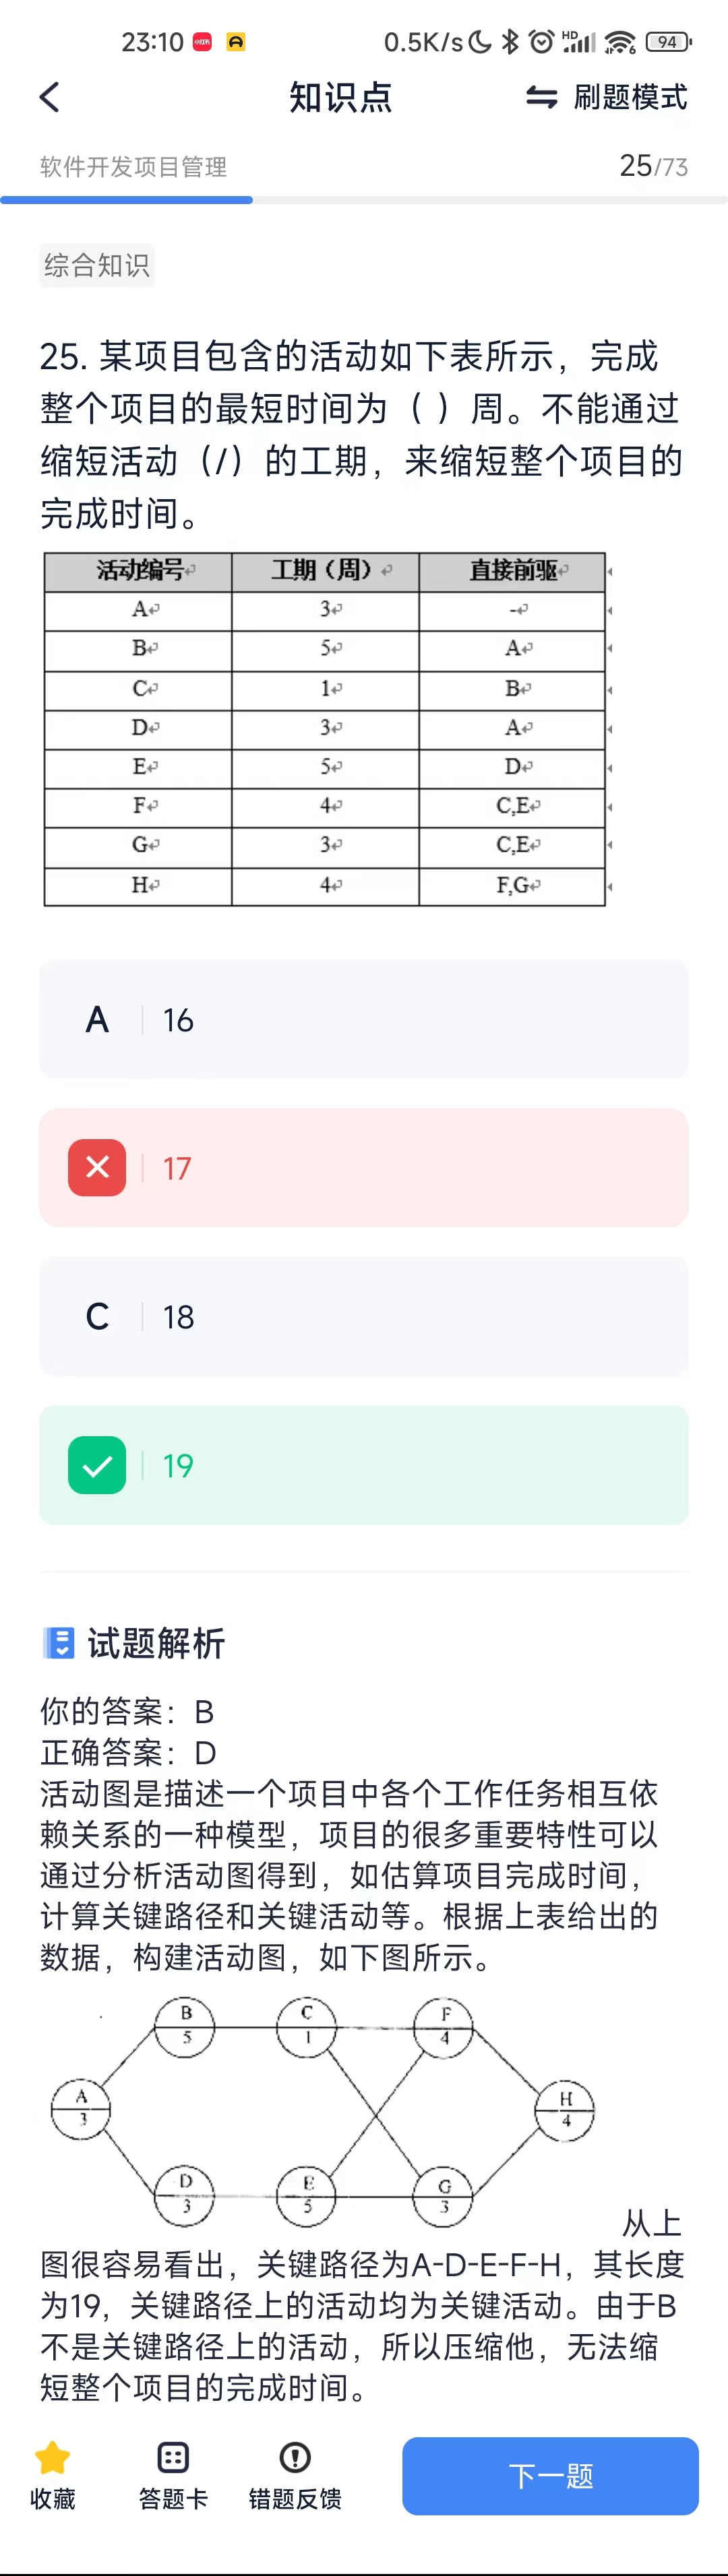 23:10 0.5K/s HD 6 94
知识点 刷题模式
软件开发项目管理 25/73
综合知识
25. 某项目包含的活动如下表所示，完成
整个项目的最短时间为（ ）周。不能通过
缩短活动（/）的工期，来缩短整个项目的
完成时间。
活动编号 工期（周） 直接前驱
A 3 -
B 5 A
C 1 B
D 3 A
E 5 D
F 4 C,E
G 3 C,E
H 4 F,G
A 16
17
C 18
19
试题解析
你的答案：B
正确答案：D
活动图是描述一个项目中各个工作任务相互依
赖关系的一种模型，项目的很多重要特性可以
通过分析活动图得到，如估算项目完成时间，
计算关键路径和关键活动等。根据上表给出的
数据，构建活动图，如下图所示。
B C F
5 1 4
A H
3 4
D E G
3 5 3
从上
图很容易看出，关键路径为A-D-E-F-H，其长度
为19，关键路径上的活动均为关键活动。由于B
不是关键路径上的活动，所以压缩他，无法缩
短整个项目的完成时间。
收藏 答题卡 错题反馈 下一题